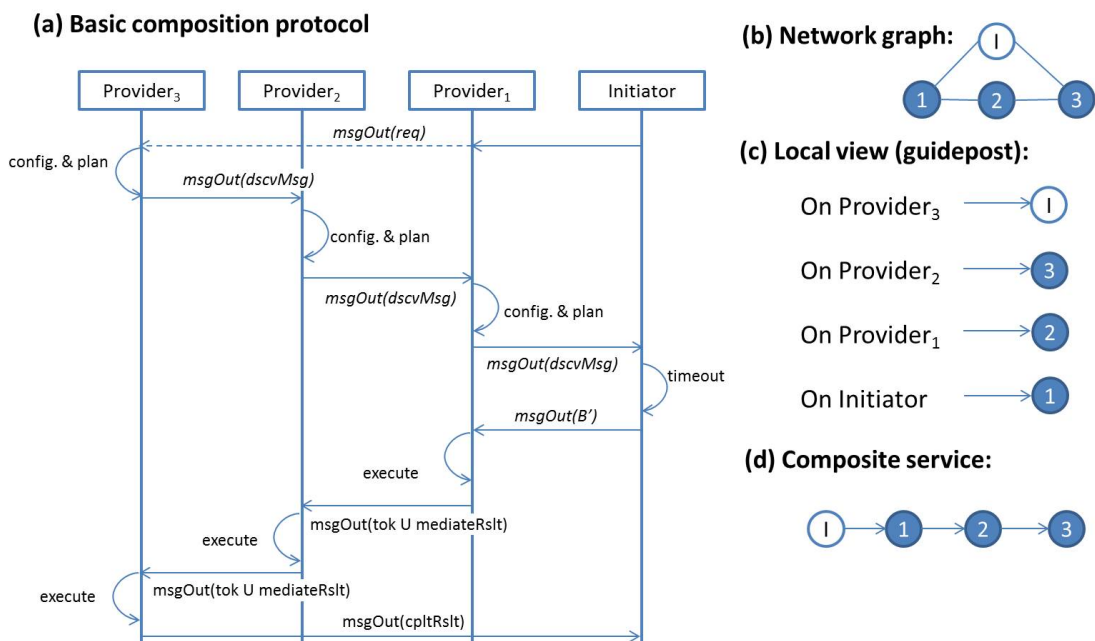 (a) Basic composition protocol
Provider₃
Provider₂
Provider₁
Initiator
msgOut(req)
config. & plan
msgOut(dscvMsg)
config. & plan
msgOut(dscvMsg)
config. & plan
msgOut(dscvMsg)
timeout
msgOut(B’)
execute
msgOut(tok U mediateRslt)
execute
msgOut(tok U mediateRslt)
execute
msgOut(cpltRslt)
(b) Network graph:
I
1
2
3
(c) Local view (guidepost):
On Provider₃
I
On Provider₂
3
On Provider₁
2
On Initiator
1
(d) Composite service:
I
1
2
3